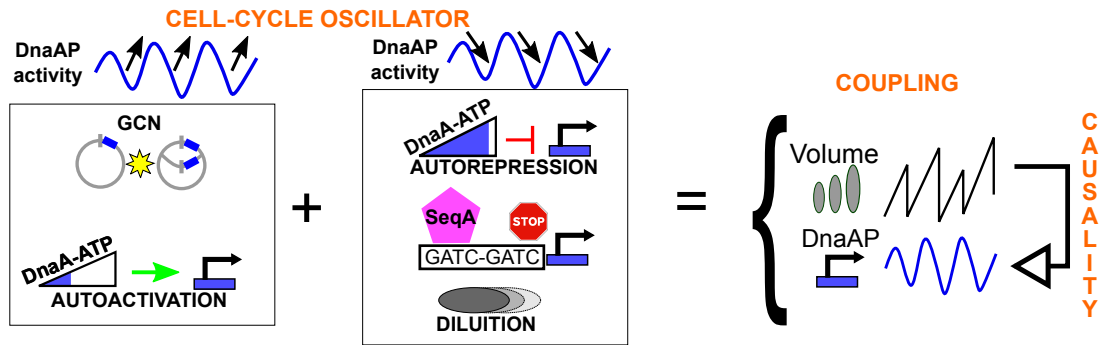 CELL-CYCLE OSCILLATOR
DnaAP
activity
GCN
DnaA-ATP
AUTOACTIVATION
+
DnaAP
activity
DnaA-ATP
AUTOREPRESSION
SeqA
STOP
GATC-GATC
DILUITION
=
COUPLING
{
Volume
DnaAP
CAUSALITY